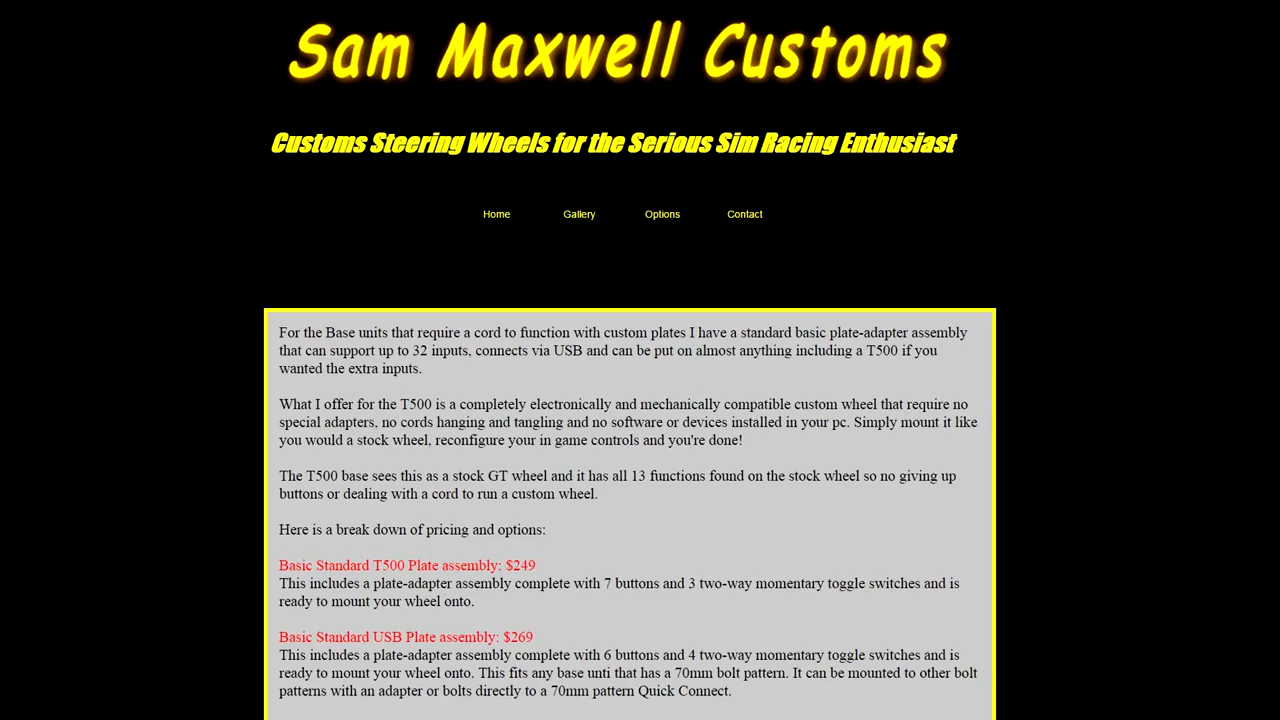 Sam Maxwell Customs
Customs Steering Wheels for the Serious Sim Racing Enthusiast
Home Gallery Options Contact
For the Base units that require a cord to function with custom plates I have a standard basic plate-adapter assembly
that can support up to 32 inputs, connects via USB and can be put on almost anything including a T500 if you
wanted the extra inputs.
What I offer for the T500 is a completely electronically and mechanically compatible custom wheel that require no
special adapters, no cords hanging and tangling and no software or devices installed in your pc. Simply mount it like
you would a stock wheel, reconfigure your in game controls and you're done!
The T500 base sees this as a stock GT wheel and it has all 13 functions found on the stock wheel so no giving up
buttons or dealing with a cord to run a custom wheel.
Here is a break down of pricing and options:
Basic Standard T500 Plate assembly: $249
This includes a plate-adapter assembly complete with 7 buttons and 3 two-way momentary toggle switches and is
ready to mount your wheel onto.
Basic Standard USB Plate assembly: $269
This includes a plate-adapter assembly complete with 6 buttons and 4 two-way momentary toggle switches and is
ready to mount your wheel onto. This fits any base unti that has a 70mm bolt pattern. It can be mounted to other bolt
patterns with an adapter or bolts directly to a 70mm pattern Quick Connect.